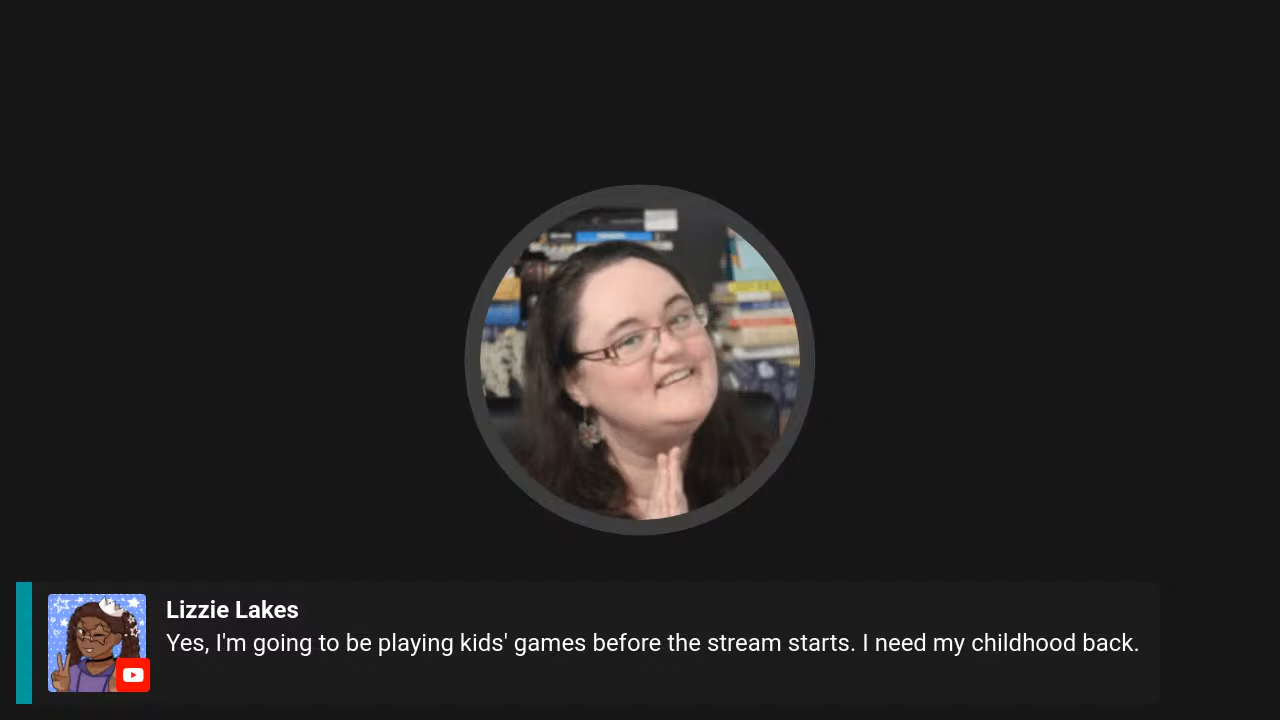 Lizzie Lakes
Yes, I'm going to be playing kids' games before the stream starts. I need my childhood back.